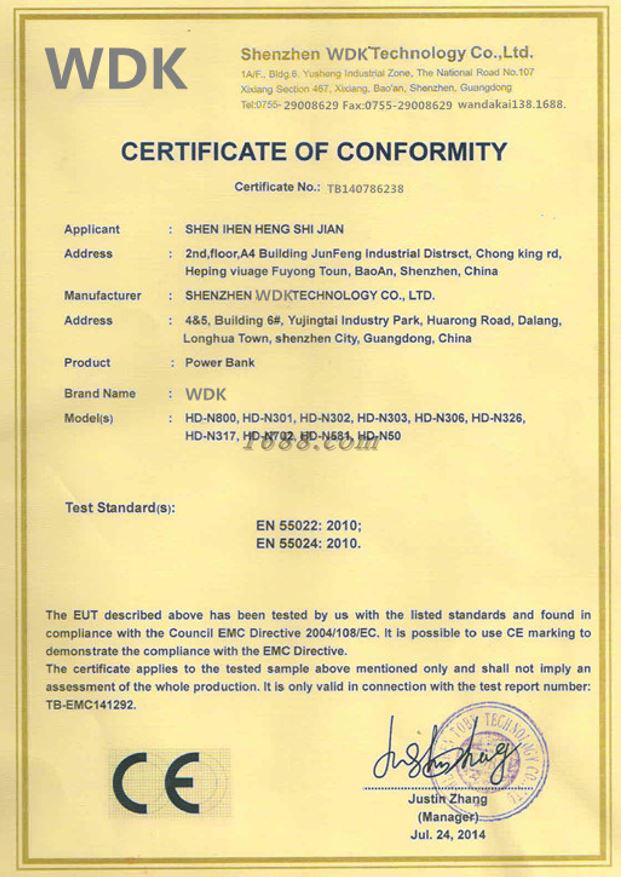 WDK
Shenzhen WDK Technology Co.,Ltd.
1A/F., Bldg.6, Yusheng Industrial Zone, The National Road No.107
Xixiang Section 467, Xixiang, Bao'an, Shenzhen, Guangdong
Tel:0755- 29008629 Fax:0755-29008629 wandakai138.1688.
CERTIFICATE OF CONFORMITY
Certificate No.: TB140786238
Applicant : SHEN IHEN HENG SHI JIAN
Address : 2nd,floor,A4 Building JunFeng Industrial Distrsct, Chong king rd,
Heping viuage Fuyong Toun, BaoAn, Shenzhen, China
Manufacturer : SHENZHEN WDKTECHNOLOGY CO., LTD.
Address : 4&5, Building 6#, Yujingtai Industry Park, Huarong Road, Dalang,
Longhua Town, shenzhen City, Guangdong, China
Product : Power Bank
Brand Name : WDK
Model(s) : HD-N800, HD-N301, HD-N302, HD-N303, HD-N306, HD-N326,
HD-N317, HD-N702, HD-N581, HD-N50
1688.com
Test Standard(s):
EN 55022: 2010;
EN 55024: 2010.
The EUT described above has been tested by us with the listed standards and found in
compliance with the Council EMC Directive 2004/108/EC. It is possible to use CE marking to
demonstrate the compliance with the EMC Directive.
The certificate applies to the tested sample above mentioned only and shall not imply an
assessment of the whole production. It is only valid in connection with the test report number:
TB-EMC141292.
CE
TOBY TECHNOLOGY CO., LTD
Justin Zhang
(Manager)
Jul. 24, 2014